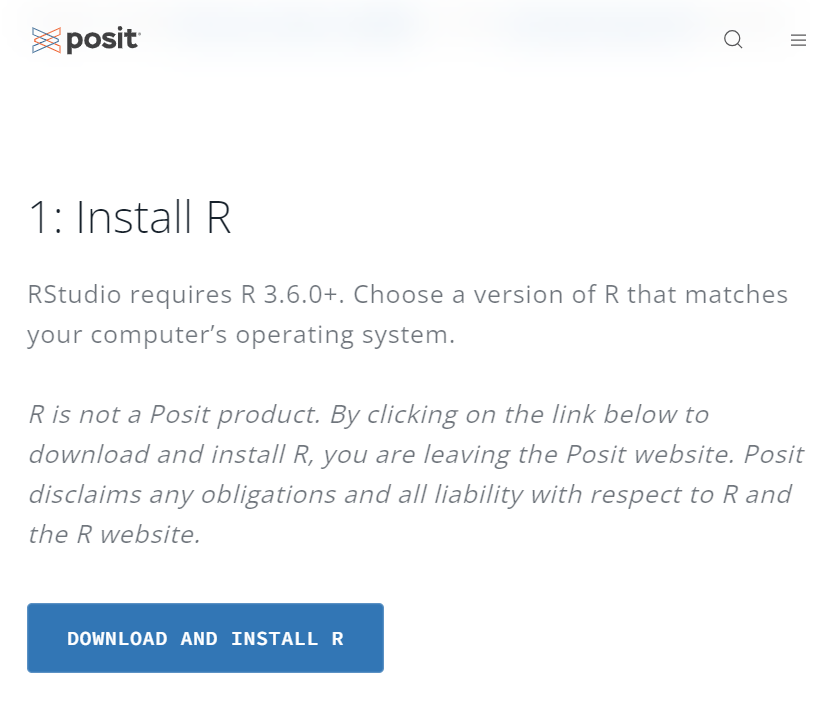 posit
1: Install R
RStudio requires R 3.6.0+. Choose a version of R that matches
your computer’s operating system.
R is not a Posit product. By clicking on the link below to
download and install R, you are leaving the Posit website. Posit
disclaims any obligations and all liability with respect to R and
the R website.
DOWNLOAD AND INSTALL R